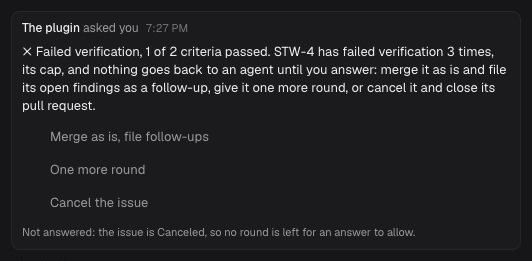 The plugin asked you 7:27 PM
✕ Failed verification, 1 of 2 criteria passed. STW-4 has failed verification 3 times,
its cap, and nothing goes back to an agent until you answer: merge it as is and file
its open findings as a follow-up, give it one more round, or cancel it and close its
pull request.
Merge as is, file follow-ups
One more round
Cancel the issue
Not answered: the issue is Canceled, so no round is left for an answer to allow.